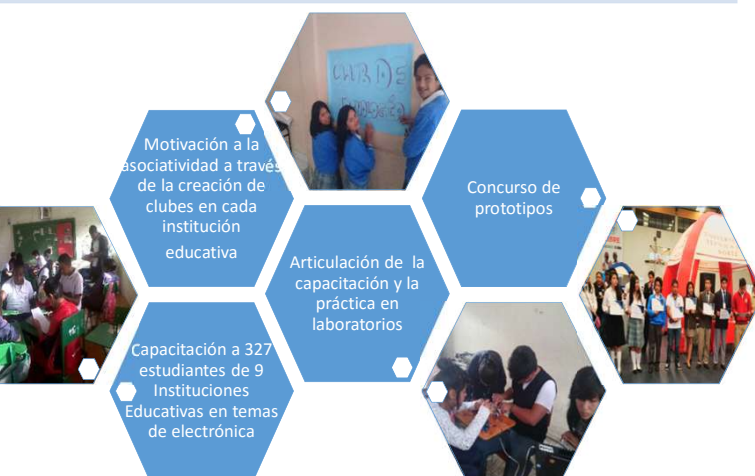 Motivación a la
asociatividad a través
de la creación de
clubes en cada
institución
educativa
Concurso de
prototipos
Articulación de la
capacitación y la
práctica en
laboratorios
Capacitación a 327
estudiantes de 9
Instituciones
Educativas en temas
de electrónica